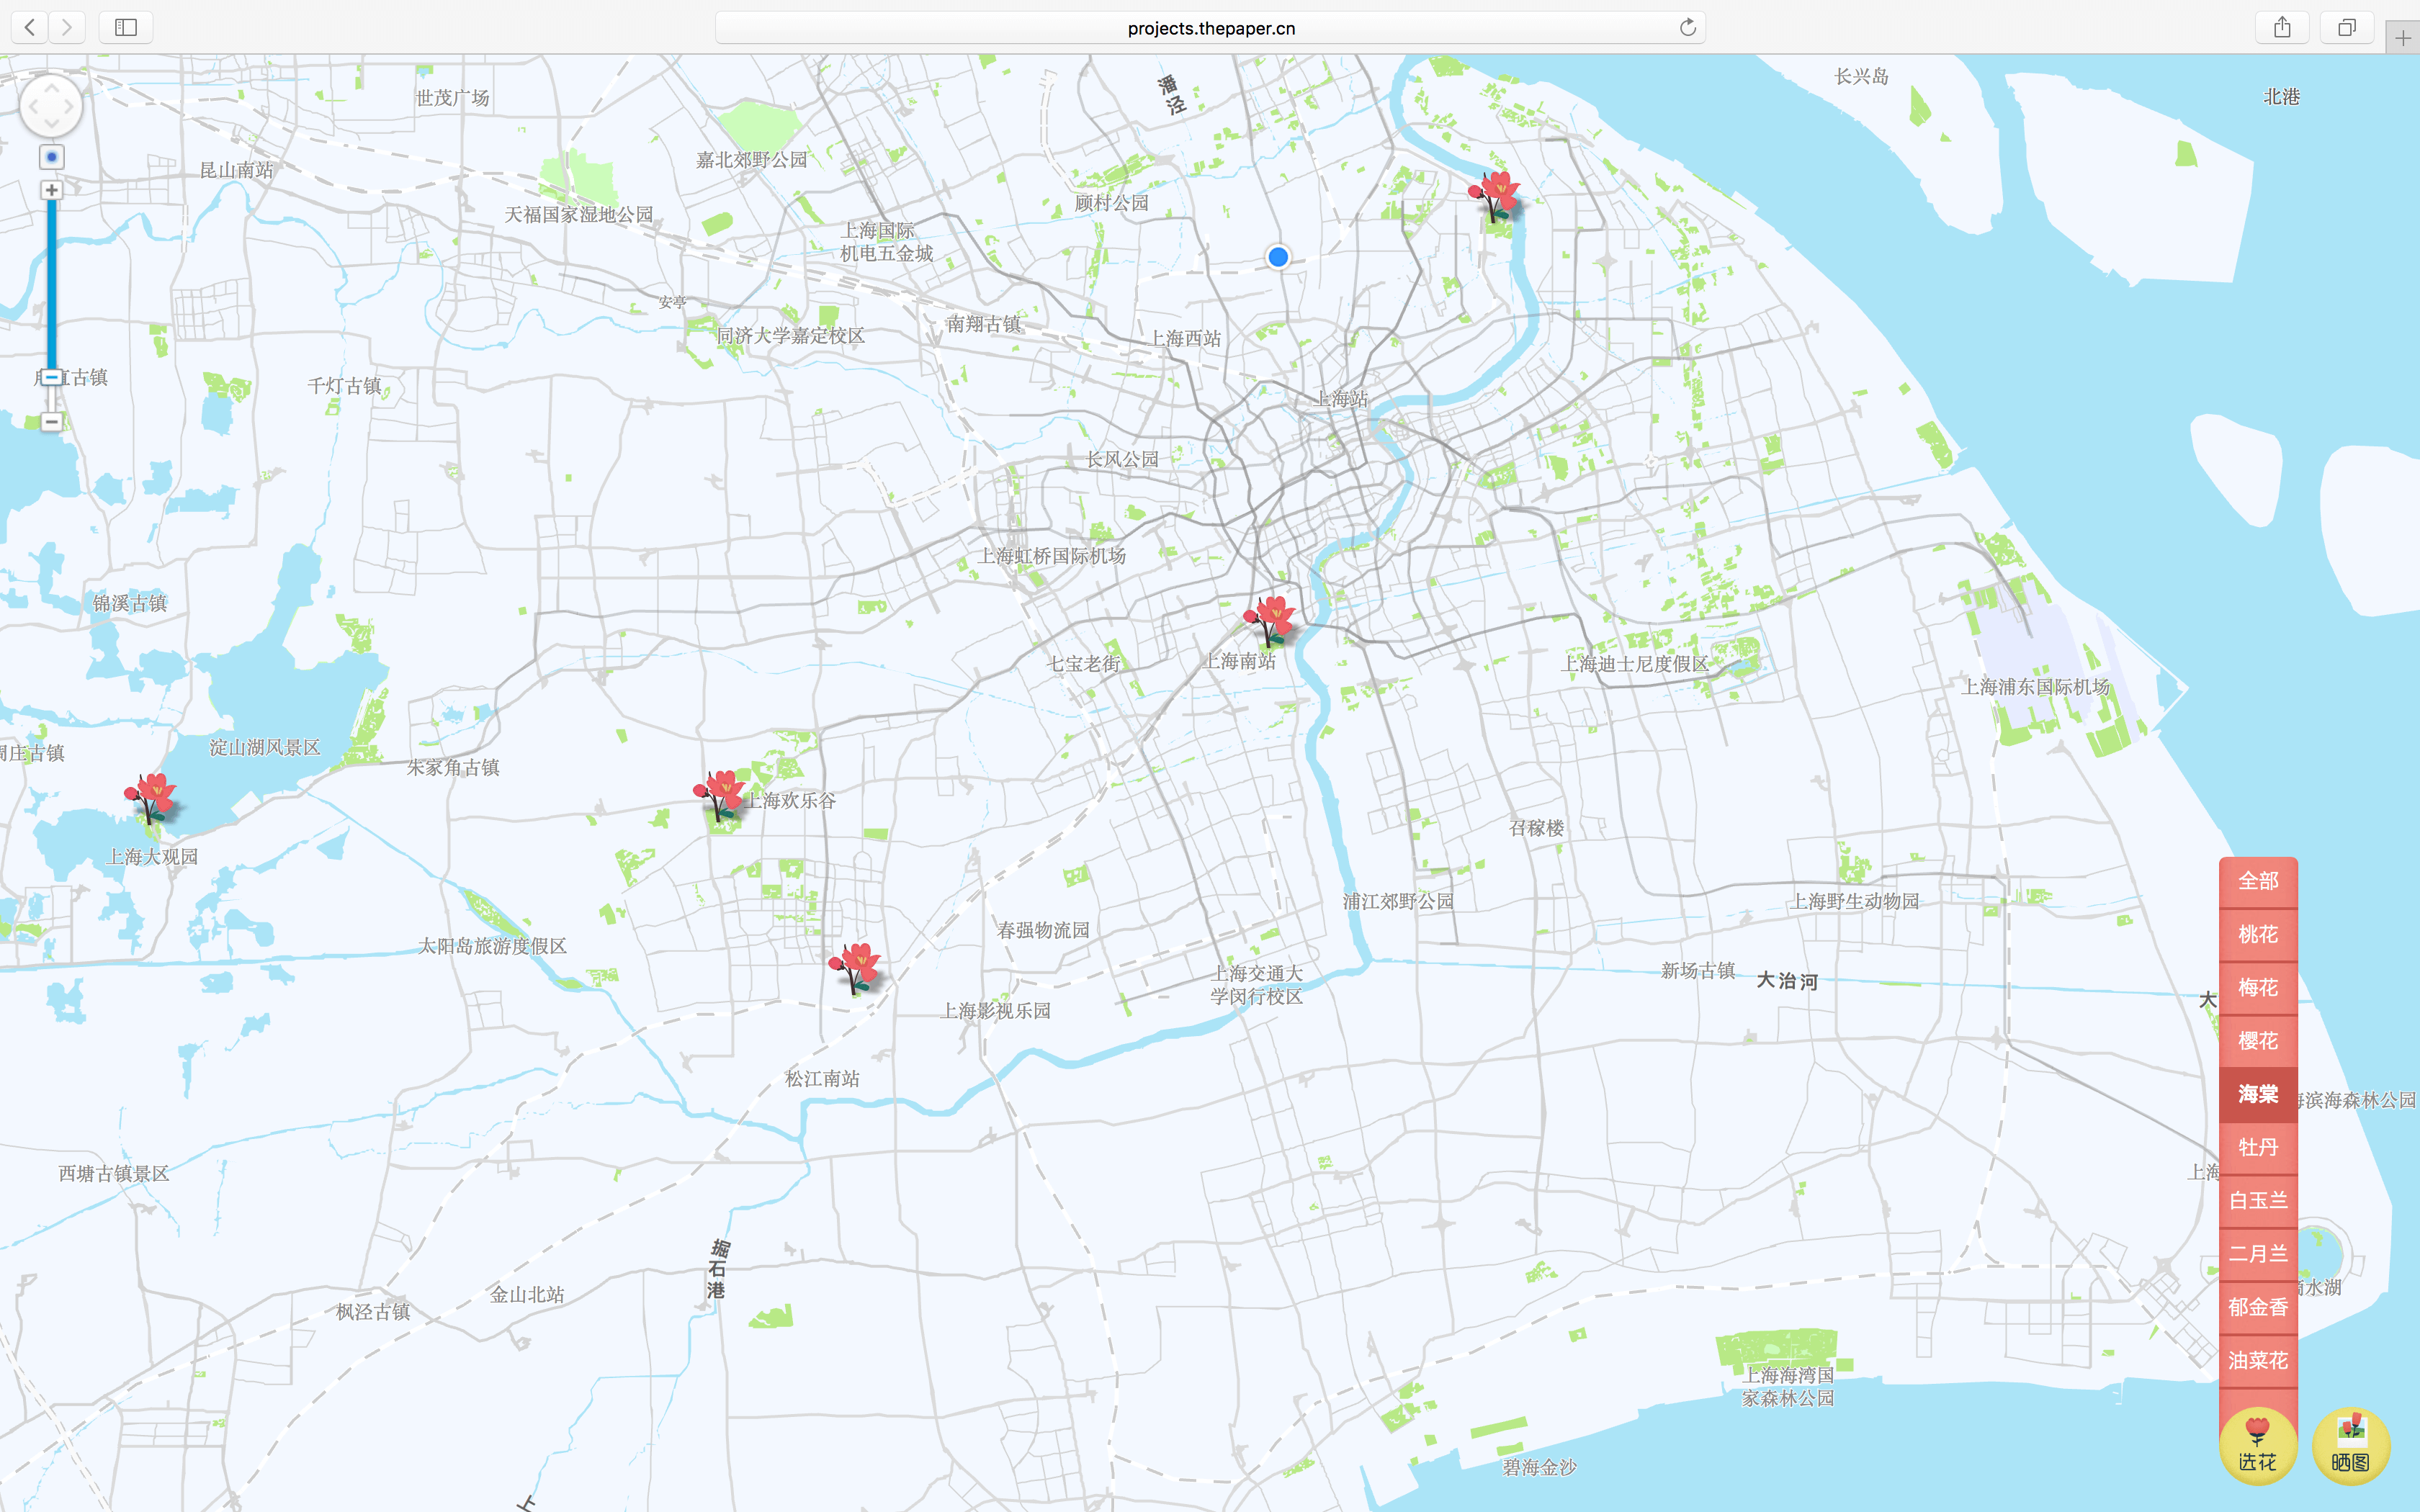 projects.thepaper.cn
长兴岛
北港
潘泾
世茂广场
嘉北郊野公园
昆山南站
天福国家湿地公园
顾村公园
上海国际
机电五金城
安亭
南翔古镇
同济大学嘉定校区
上海西站
千灯古镇
上海站
长风公园
上海虹桥国际机场
锦溪古镇
七宝老街
上海南站
上海迪士尼度假区
上海浦东国际机场
淀山湖风景区
朱家角古镇
上海欢乐谷
召稼楼
上海大观园
浦江郊野公园
上海野生动物园
春强物流园
太阳岛旅游度假区
上海交通大
学闵行校区
新场古镇
大治河
大
上海影视乐园
松江南站
滨海森林公园
西塘古镇景区
上海
掘石港
金山北站
枫泾古镇
水湖
上海海湾国
家森林公园
碧海金沙
上
全部
桃花
梅花
樱花
海棠
牡丹
白玉兰
二月兰
郁金香
油菜花
选花
晒图